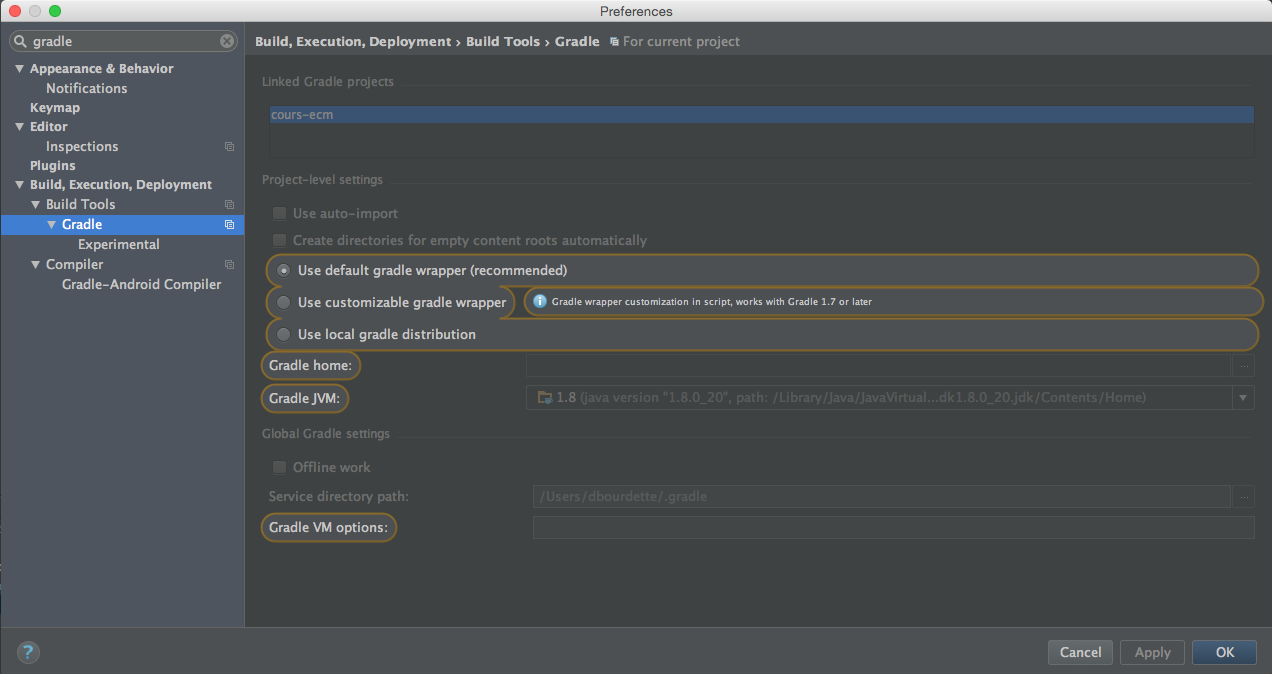 Preferences
gradle
Appearance & Behavior
Notifications
Keymap
Editor
Inspections
Plugins
Build, Execution, Deployment
Build Tools
Gradle
Experimental
Compiler
Gradle-Android Compiler
Build, Execution, Deployment › Build Tools › Gradle For current project
Linked Gradle projects
cours-ecm
Project-level settings
Use auto-import
Create directories for empty content roots automatically
Use default gradle wrapper (recommended)
Use customizable gradle wrapper Gradle wrapper customization in script, works with Gradle 1.7 or later
Use local gradle distribution
Gradle home: ...
Gradle JVM: 1.8 (java version "1.8.0_20", path: /Library/Java/JavaVirtual...dk1.8.0_20.jdk/Contents/Home)
Global Gradle settings
Offline work
Service directory path: /Users/dbourdette/.gradle ...
Gradle VM options:
? Cancel Apply OK